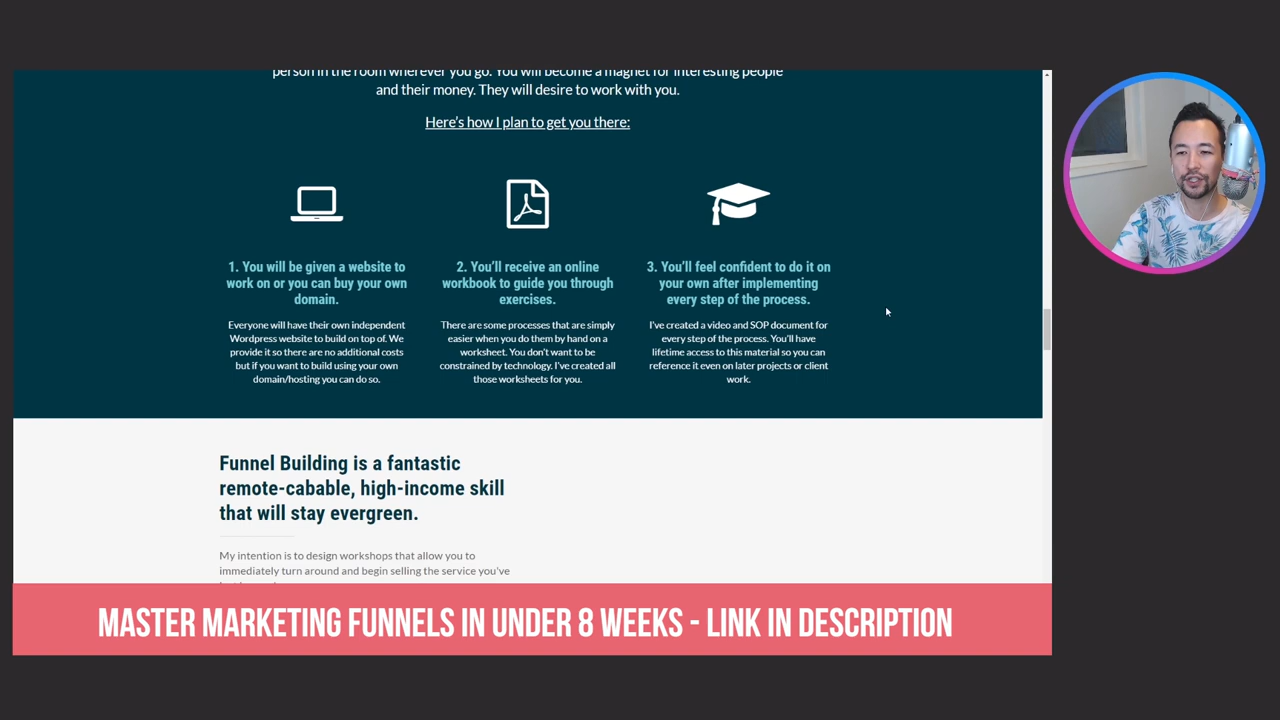 person in the room wherever you go. You will become a magnet for interesting people
and their money. They will desire to work with you.
Here's how I plan to get you there:
1. You will be given a website to
work on or you can buy your own
domain.
Everyone will have their own independent
Wordpress website to build on top of. We
provide it so there are no additional costs
but if you want to build using your own
domain/hosting you can do so.
2. You'll receive an online
workbook to guide you through
exercises.
There are some processes that are simply
easier when you do them by hand on a
worksheet. You don't want to be
constrained by technology. I've created all
those worksheets for you.
3. You'll feel confident to do it on
your own after implementing
every step of the process.
I've created a video and SOP document for
every step of the process. You'll have
lifetime access to this material so you can
reference it even on later projects or client
work.
Funnel Building is a fantastic
remote-cabable, high-income skill
that will stay evergreen.
My intention is to design workshops that allow you to
immediately turn around and begin selling the service you've
MASTER MARKETING FUNNELS IN UNDER 8 WEEKS - LINK IN DESCRIPTION